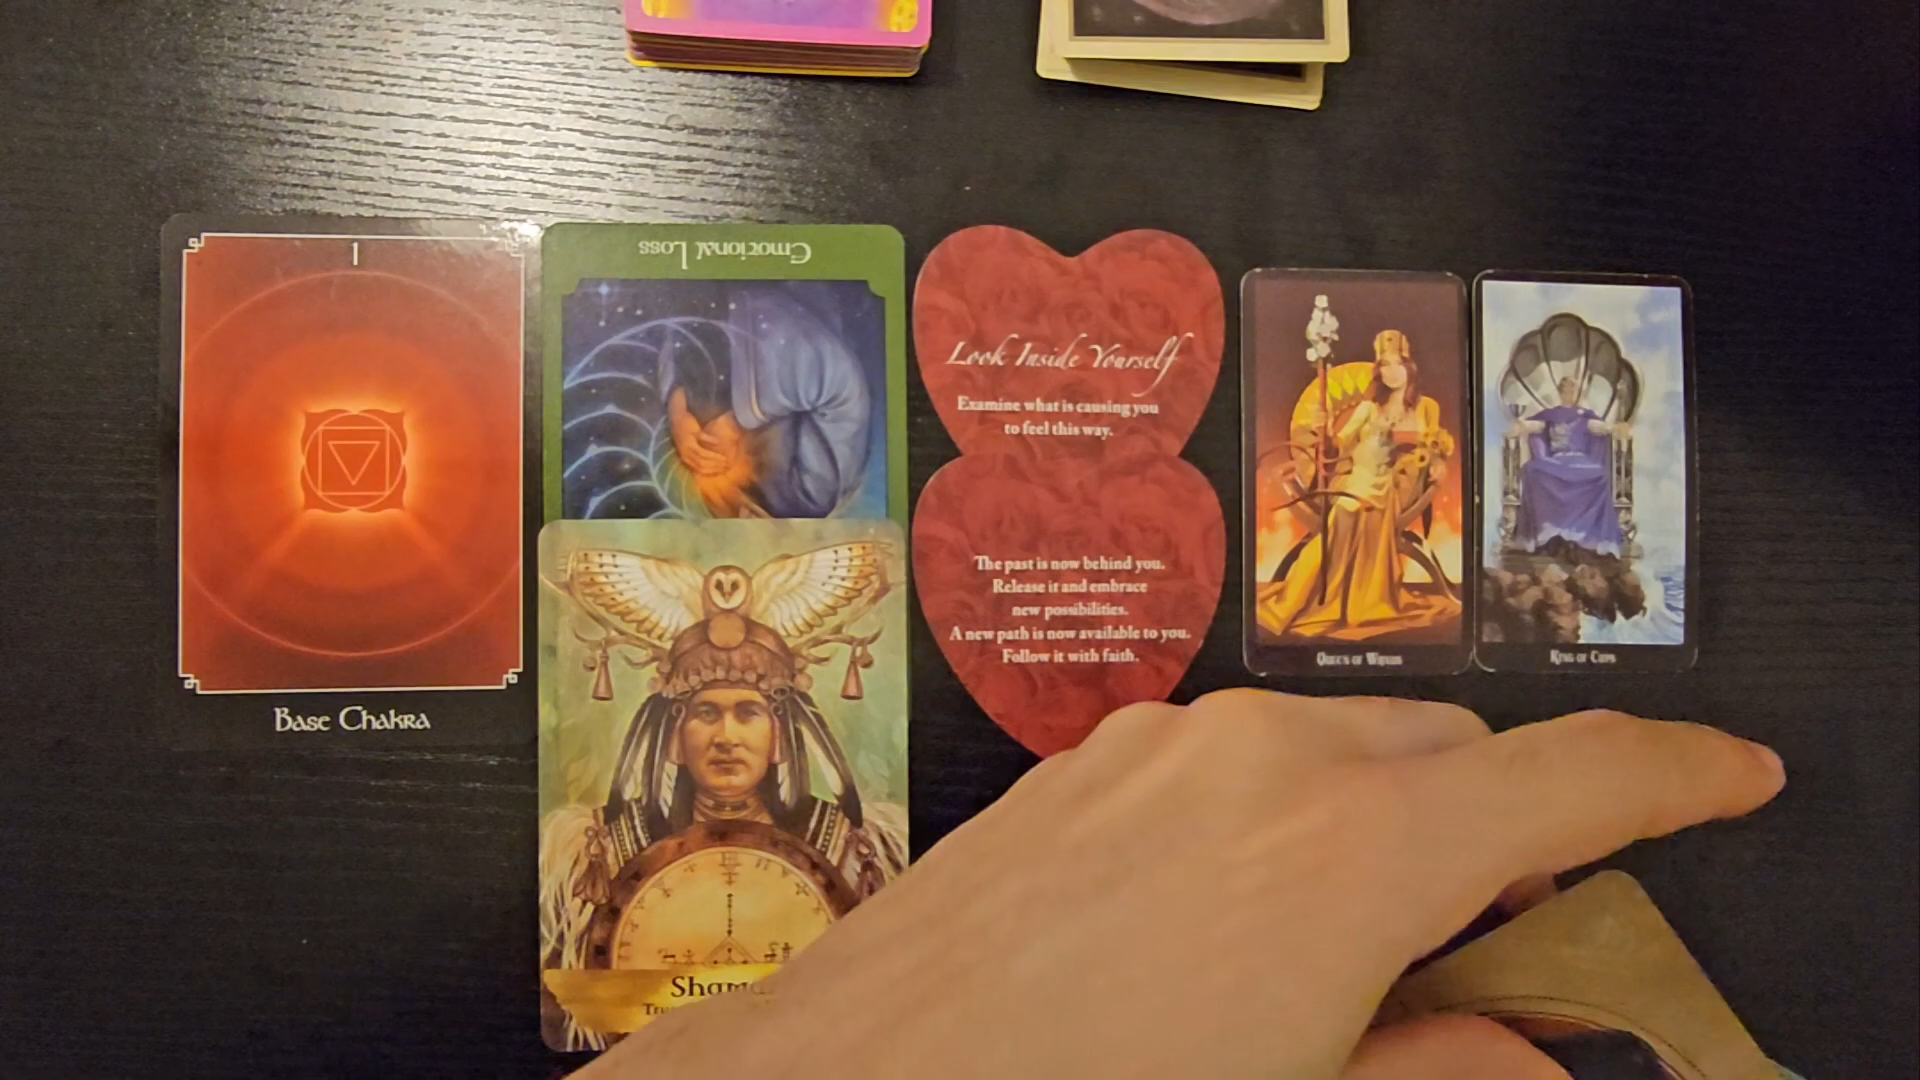 1
Base Chakra
Emotional Loss
Look Inside Yourself
Examine what is causing you
to feel this way.
The past is now behind you.
Release it and embrace
new possibilities.
A new path is now available to you.
Follow it with faith.
Queen of Wands
King of Cups